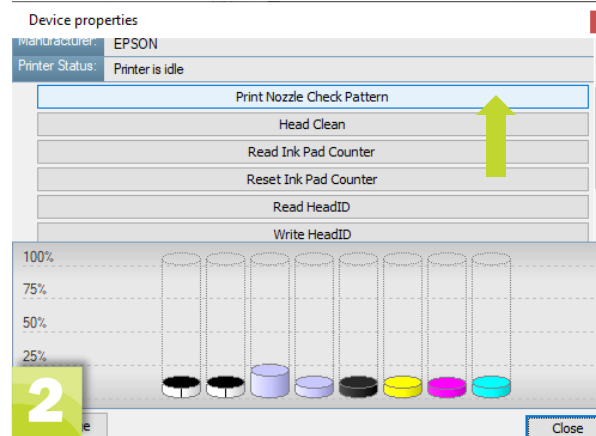 Device properties
Manufacturer: EPSON
Printer Status: Printer is idle
Print Nozzle Check Pattern
Head Clean
Read Ink Pad Counter
Reset Ink Pad Counter
Read HeadID
Write HeadID
100%
75%
50%
25%
2
Close